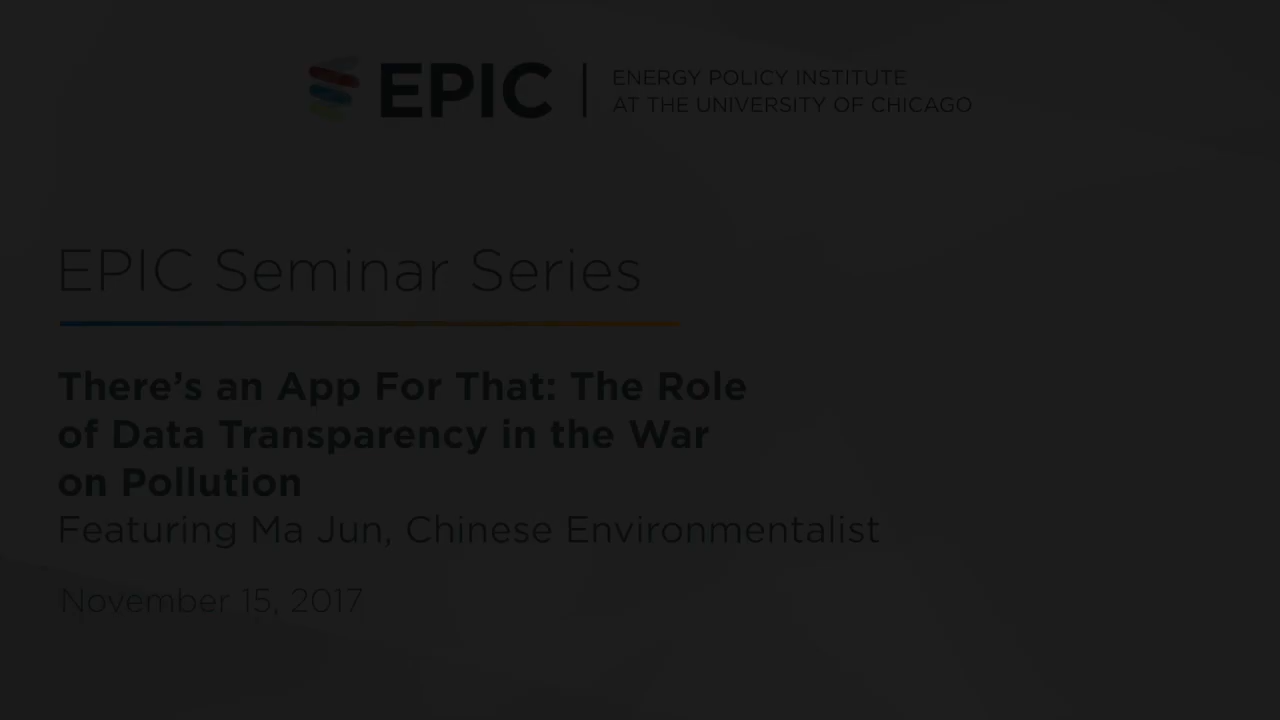 EPIC
ENERGY POLICY INSTITUTE
AT THE UNIVERSITY OF CHICAGO
EPIC Seminar Series
There’s an App For That: The Role
of Data Transparency in the War
on Pollution
Featuring Ma Jun, Chinese Environmentalist
November 15, 2017